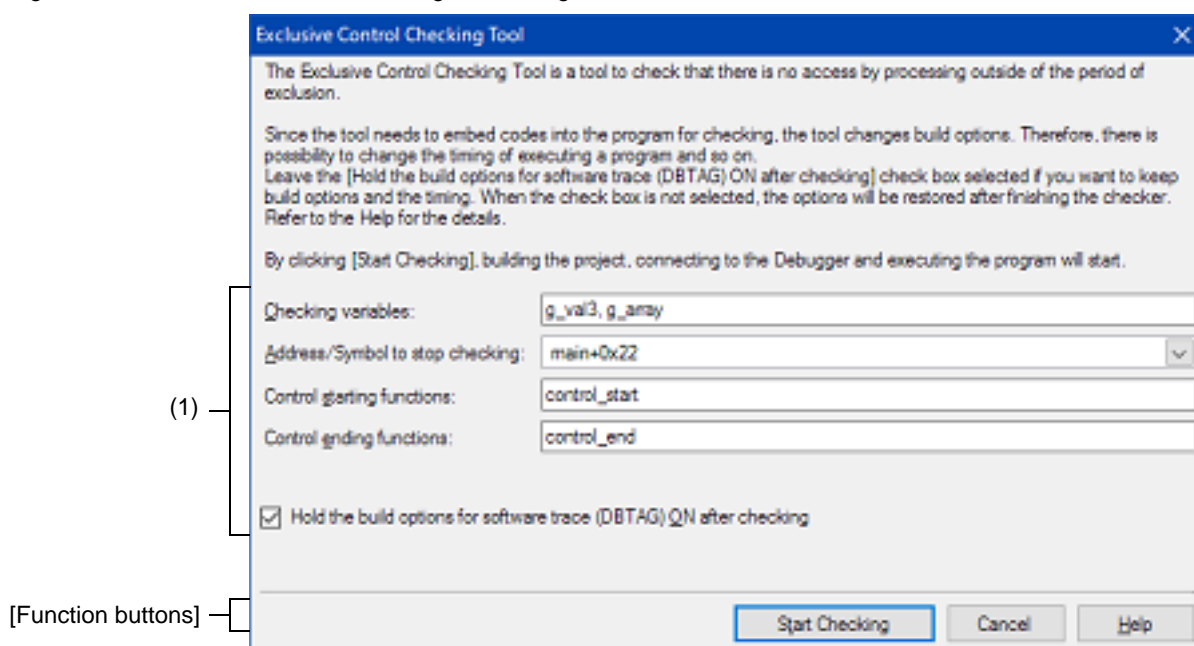 Exclusive Control Checking Tool
The Exclusive Control Checking Tool is a tool to check that there is no access by processing outside of the period of
exclusion.
Since the tool needs to embed codes into the program for checking, the tool changes build options. Therefore, there is
possibility to change the timing of executing a program and so on.
Leave the [Hold the build options for software trace (DBTAG) ON after checking] check box selected if you want to keep
build options and the timing. When the check box is not selected, the options will be restored after finishing the checker.
Refer to the Help for the details.
By clicking [Start Checking], building the project, connecting to the Debugger and executing the program will start.
Checking variables: g_val3, g_array
Address/Symbol to stop checking: main+0x22
(1)
Control starting functions: control_start
Control ending functions: control_end
Hold the build options for software trace (DBTAG) ON after checking
[Function buttons]
Start Checking Cancel Help